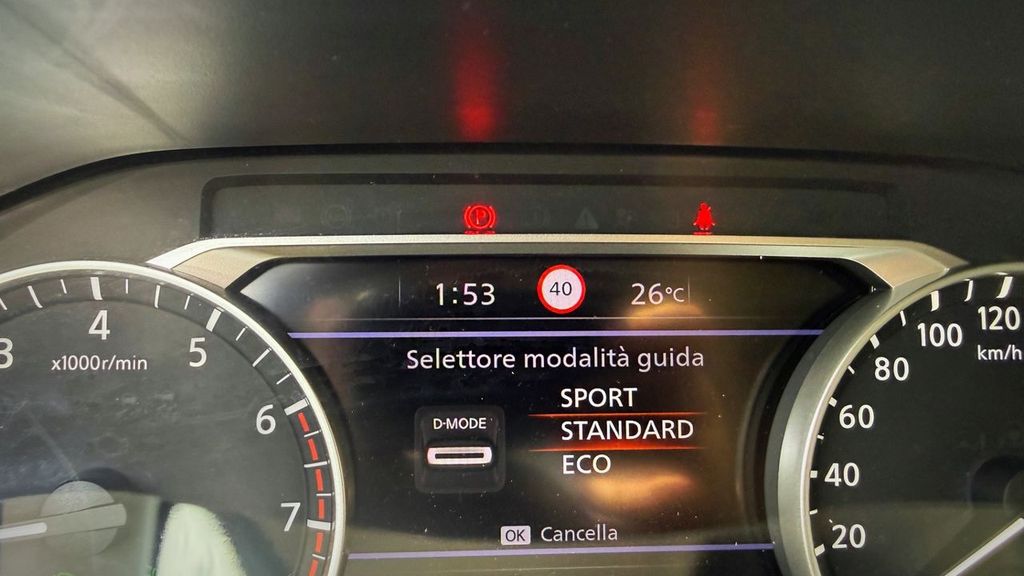 P
1:53 40 26°C
Selettore modalità guida
D-MODE
SPORT
STANDARD
ECO
OK Cancella
3 4 5 6 7
x1000r/min
20 40 60 80 100 120
km/h